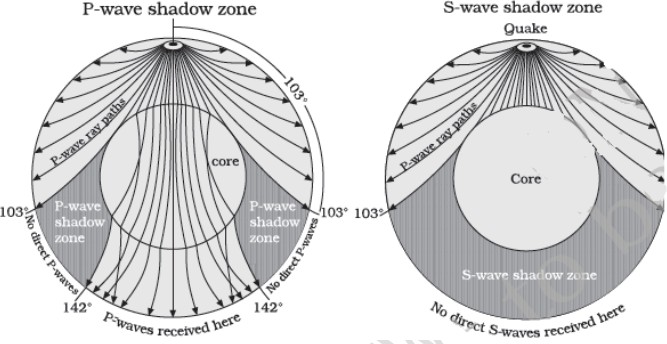 P-wave shadow zone
103°
P-wave ray paths
core
P-wave
shadow
zone
P-wave
shadow
zone
103°
103°
No direct P-waves
No direct P-waves
142°
142°
P-waves received here
S-wave shadow zone
Quake
P-wave ray paths
Core
103°
S-wave shadow zone
No direct S-waves received here